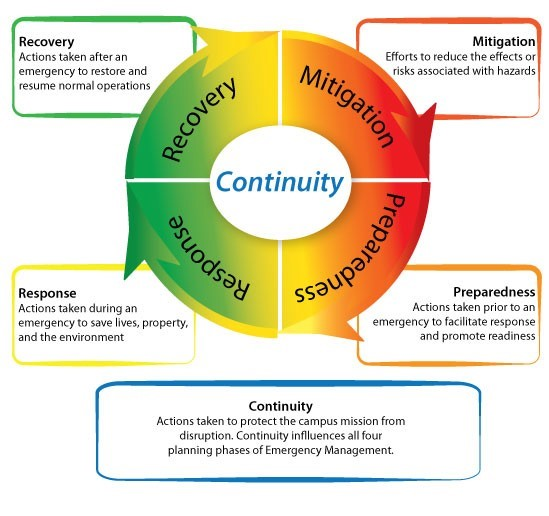 Recovery
Actions taken after an
emergency to restore and
resume normal operations
Mitigation
Efforts to reduce the effects or
risks associated with hazards
Recovery
Mitigation
Continuity
Response
Preparedness
Response
Actions taken during an
emergency to save lives, property,
and the environment
Preparedness
Actions taken prior to an
emergency to facilitate response
and promote readiness
Continuity
Actions taken to protect the campus mission from
disruption. Continuity inflluences all four
planning phases of Emergency Management.